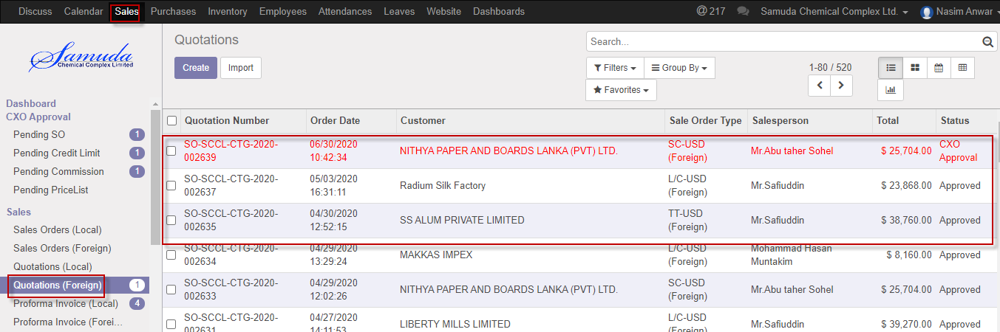 Discuss Calendar Sales Purchases Inventory Employees Attendances Leaves Website Dashboards @ 217 Samuda Chemical Complex Ltd. Nasim Anwar
Samuda
Chemical Complex Limited
Dashboard
CXO Approval
Pending SO 1
Pending Credit Limit 1
Pending Commission 1
Pending PriceList
Sales
Sales Orders (Local)
Sales Orders (Foreign)
Quotations (Local)
Quotations (Foreign) 1
Proforma Invoice (Local) 4
Proforma Invoice (Forei...
Quotations
Search...
Create Import
Filters Group By
Favorites
1-80 / 520
Quotation Number Order Date Customer Sale Order Type Salesperson Total Status
SO-SCCL-CTG-2020- 06/30/2020 SC-USD CXO
NITHYA PAPER AND BOARDS LANKA (PVT) LTD. Mr.Abu taher Sohel $ 25,704.00
002639 10:42:34 (Foreign) Approval
SO-SCCL-CTG-2020- 05/03/2020 L/C-USD
Radium Silk Factory Mr.Safiuddin $ 23,868.00 Approved
002637 16:31:11 (Foreign)
SO-SCCL-CTG-2020- 04/30/2020 TT-USD
SS ALUM PRIVATE LIMITED Mr.Safiuddin $ 38,760.00 Approved
002635 12:52:15 (Foreign)
SO-SCCL-CTG-2020- 04/29/2020 L/C-USD Mohammad Hasan
MAKKAS IMPEX $ 8,160.00 Approved
002634 13:29:24 (Foreign) Muntakim
SO-SCCL-CTG-2020- 04/29/2020 SC-USD
NITHYA PAPER AND BOARDS LANKA (PVT) LTD. Mr.Abu taher Sohel $ 25,704.00 Approved
002633 12:02:26 (Foreign)
SO-SCCL-CTG-2020- 04/27/2020 L/C-USD
LIBERTY MILLS LIMITED Mr.Safiuddin $ 39,270.00 Approved
002631 14:11:53 (Foreign)